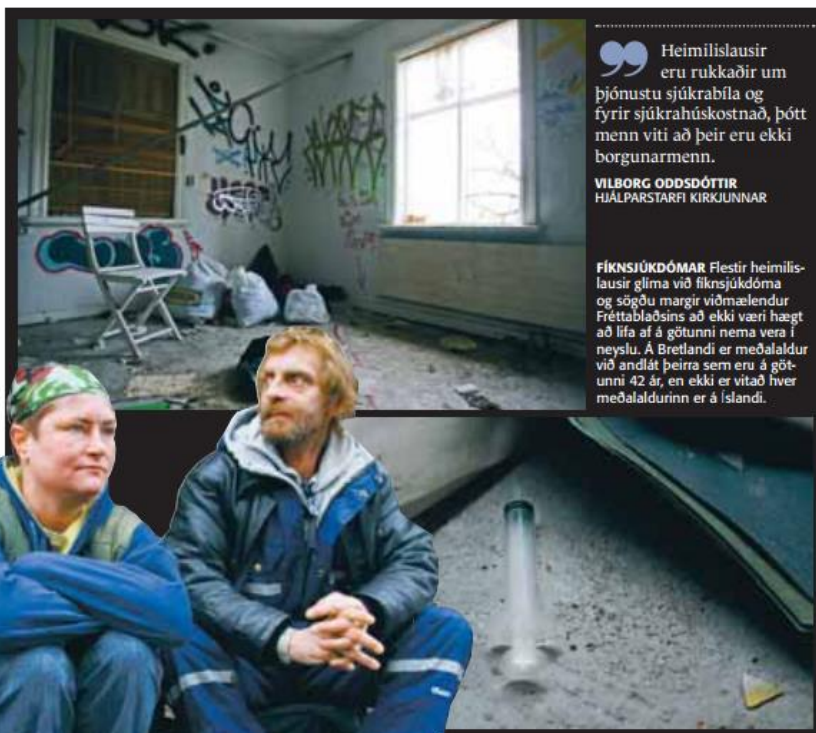 Heimilislausir
eru rukkaðir um
þjónustu sjúkrabíla og
fyrir sjúkrahúskostnað, þótt
menn viti að þeir eru ekki
borgunarmenn.
VILBORG ODDSDÓTTIR
HJÁLPARSTARFI KIRKJUNNAR
FÍKNSJÚKDÓMAR Flestir heimilis-
lausir glíma við fíknsjúkdóma
og sögðu margir viðmælendur
Fréttablaðsins að ekki væri hægt
að lifa af á götunni nema vera í
neyslu. Á Bretlandi er meðalaldur
við andlát þeirra sem eru á göt-
unni 42 ár, en ekki er vitað hver
meðalaldurinn er á Íslandi.